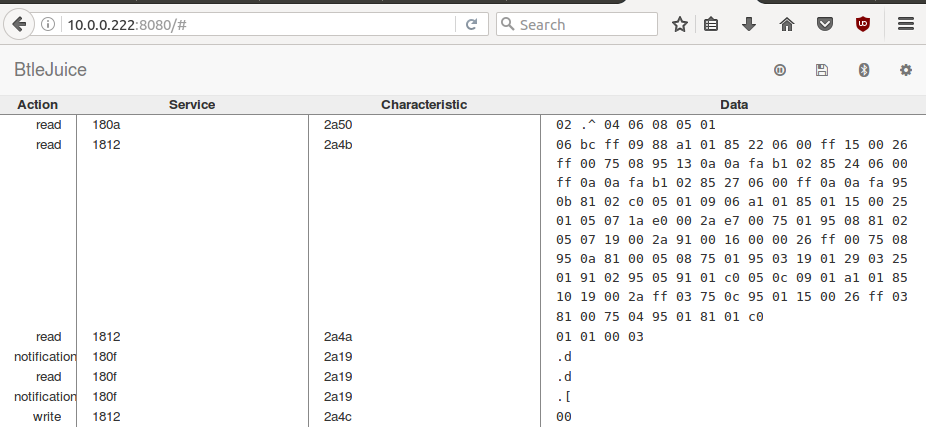 10.0.0.222:8080/#
Search
BtleJuice
Action Service Characteristic Data
read 180a 2a50 02 .^ 04 06 08 05 01
read 1812 2a4b 06 bc ff 09 88 a1 01 85 22 06 00 ff 15 00 26
ff 00 75 08 95 13 0a 0a fa b1 02 85 24 06 00
ff 0a 0a fa b1 02 85 27 06 00 ff 0a 0a fa 95
0b 81 02 c0 05 01 09 06 a1 01 85 01 15 00 25
01 05 07 1a e0 00 2a e7 00 75 01 95 08 81 02
05 07 19 00 2a 91 00 16 00 00 26 ff 00 75 08
95 0a 81 00 05 08 75 01 95 03 19 01 29 03 25
01 91 02 95 05 91 01 c0 05 0c 09 01 a1 01 85
10 19 00 2a ff 03 75 0c 95 01 15 00 26 ff 03
81 00 75 04 95 01 81 01 c0
read 1812 2a4a 01 01 00 03
notification 180f 2a19 .d
read 180f 2a19 .d
notification 180f 2a19 .[
write 1812 2a4c 00